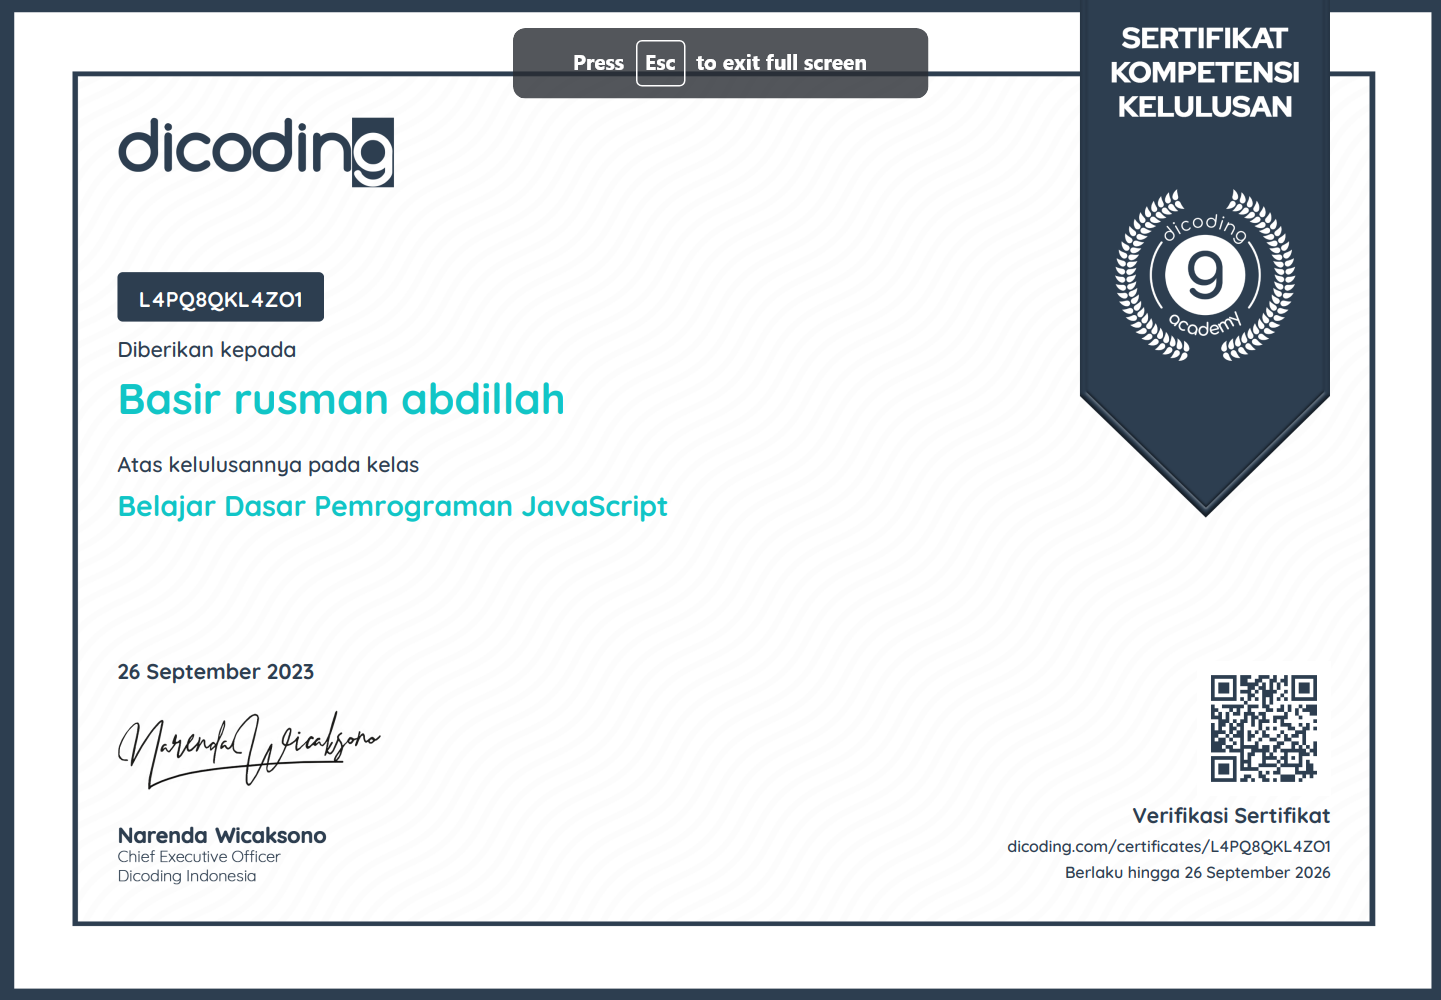 Press Esc to exit full screen
SERTIFIKAT
KOMPETENSI
KELULUSAN
dicoding
dicoding
g
academy
L4PQ8QKL4ZO1
Diberikan kepada
Basir rusman abdillah
Atas kelulusannya pada kelas
Belajar Dasar Pemrograman JavaScript
26 September 2023
Narenda Wicaksono
Narenda Wicaksono
Chief Executive Officer
Dicoding Indonesia
Verifikasi Sertifikat
dicoding.com/certificates/L4PQ8QKL4ZO1
Berlaku hingga 26 September 2026